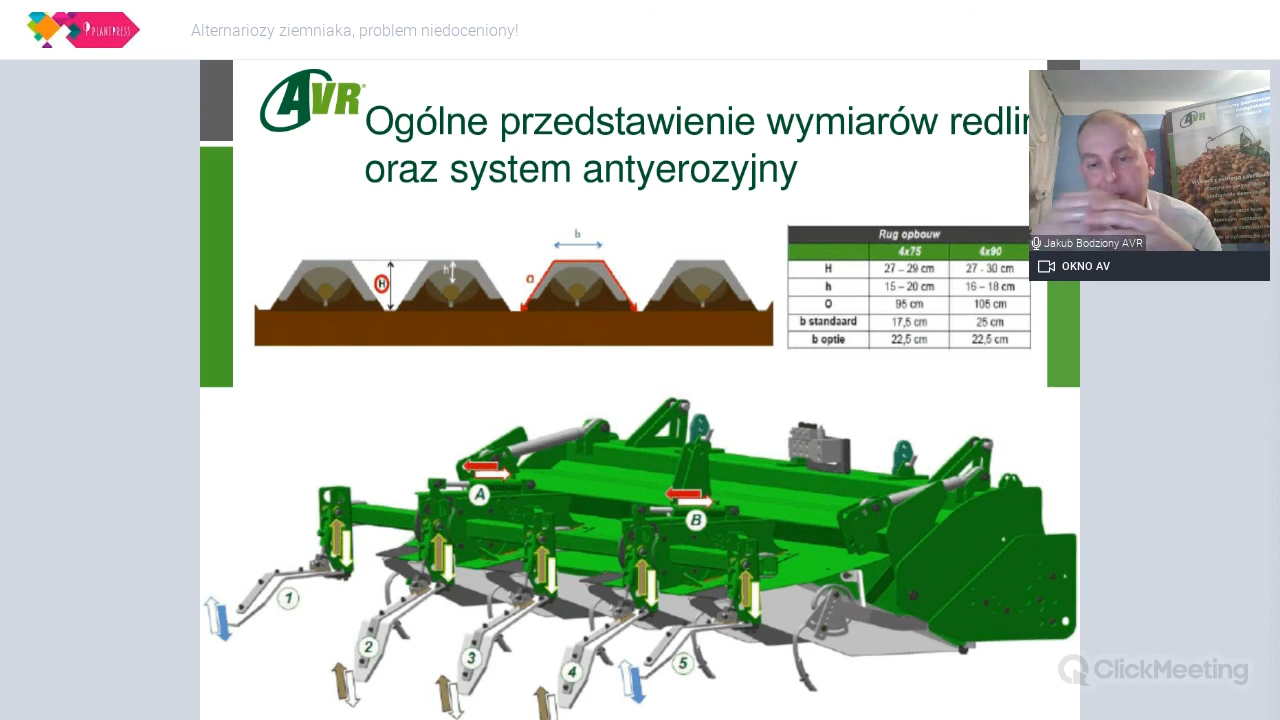 PLANTPRESS
Alternariozy ziemniaka, problem niedoceniony!
AVR
Ogólne przedstawienie wymiarów redlin
oraz system antyerozyjny
b
H
h
O
Rug opbouw
4x75 4x90
H 27 – 29 cm 27 - 30 cm
h 15 – 20 cm 16 – 18 cm
O 95 cm 105 cm
b standaard 17,5 cm 25 cm
b optie 22,5 cm 22,5 cm
AVR
Jakub Bodziony AVR
OKNO AV
A
B
1
2
3
4
5
ClickMeeting